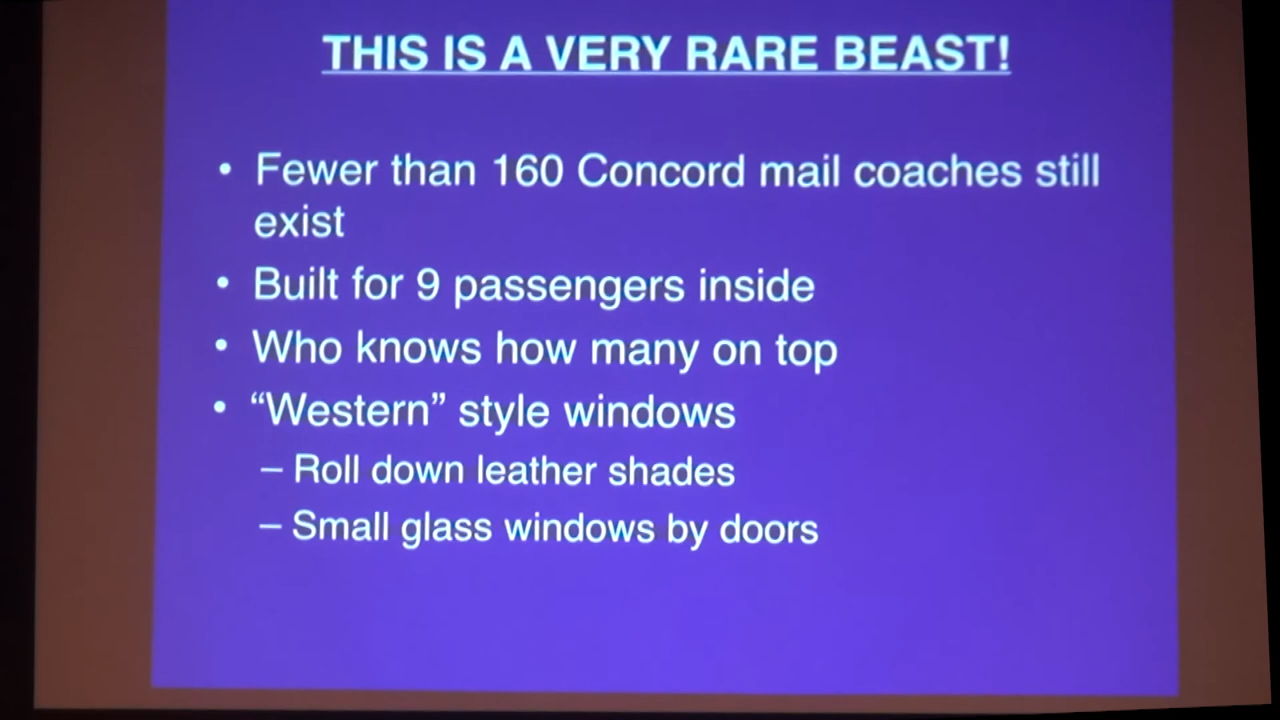 THIS IS A VERY RARE BEAST!
• Fewer than 160 Concord mail coaches still
exist
• Built for 9 passengers inside
• Who knows how many on top
• “Western” style windows
– Roll down leather shades
– Small glass windows by doors